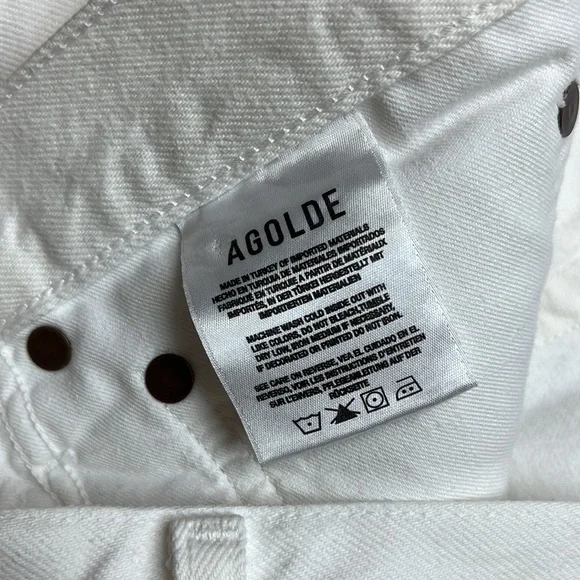 AGOLDE
MADE IN TURKEY OF IMPORTED MATERIALS
HECHO EN TURQUIA DE MATERIALES IMPORTADOS
FABRIQUÉ EN TURQUIE A PARTIR DE MATÉRIAUX
IMPORTÉS, IN DER TÜRKEI HERGESTELLT MIT
IMPORTIERTEN MATERIALIEN
MACHINE WASH COLD INSIDE OUT WITH
LIKE COLORS, DO NOT BLEACH, TUMBLE
DRY LOW, IRON MEDIUM IF NECESSARY.
IF DECORATED OR PRINTED DO NOT IRON.
SEE CARE ON REVERSE, VEA EL CUIDADO EN EL
REVERSO, VOIR LES INSTRUCTIONS D'ENTRETIEN
SUR L'ENVERS PFLEGEANLEITUNG AUF DER
RÜCKSEITE